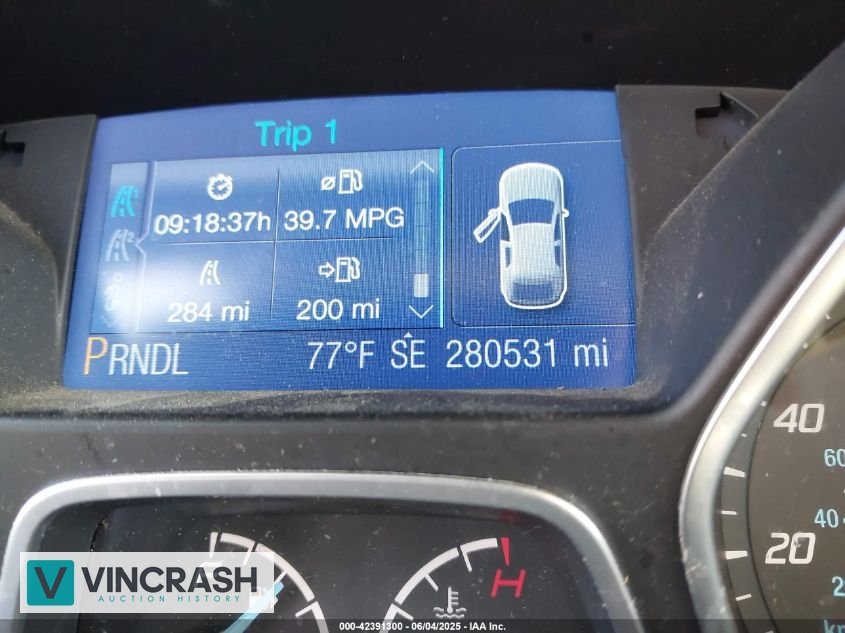 Trip 1
09:18:37h 39.7 MPG
2
284 mi 200 mi
PRNDL 77°F SE 280531 mi
40
60
40
20
H
V VINCRASH
AUCTION HISTORY
000-42391300 - 06/04/2025 - IAA Inc.